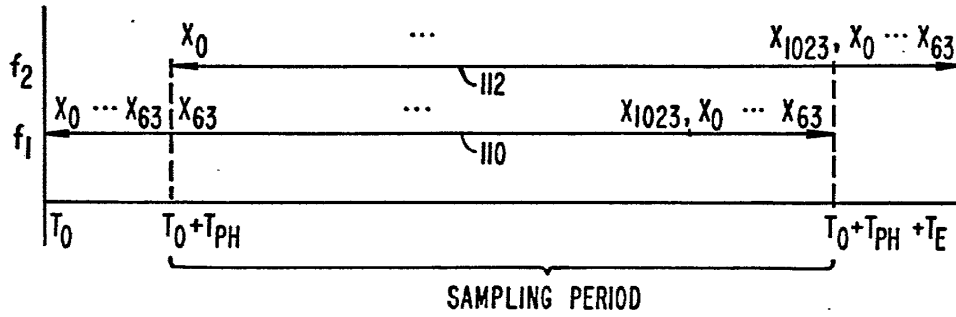 X0 ... X1023, X0 ... X63
f2
112
X0 ... X63 X63 ... X1023, X0 ... X63
f1
110
T0 T0+TPH T0+TPH+TE
SAMPLING PERIOD